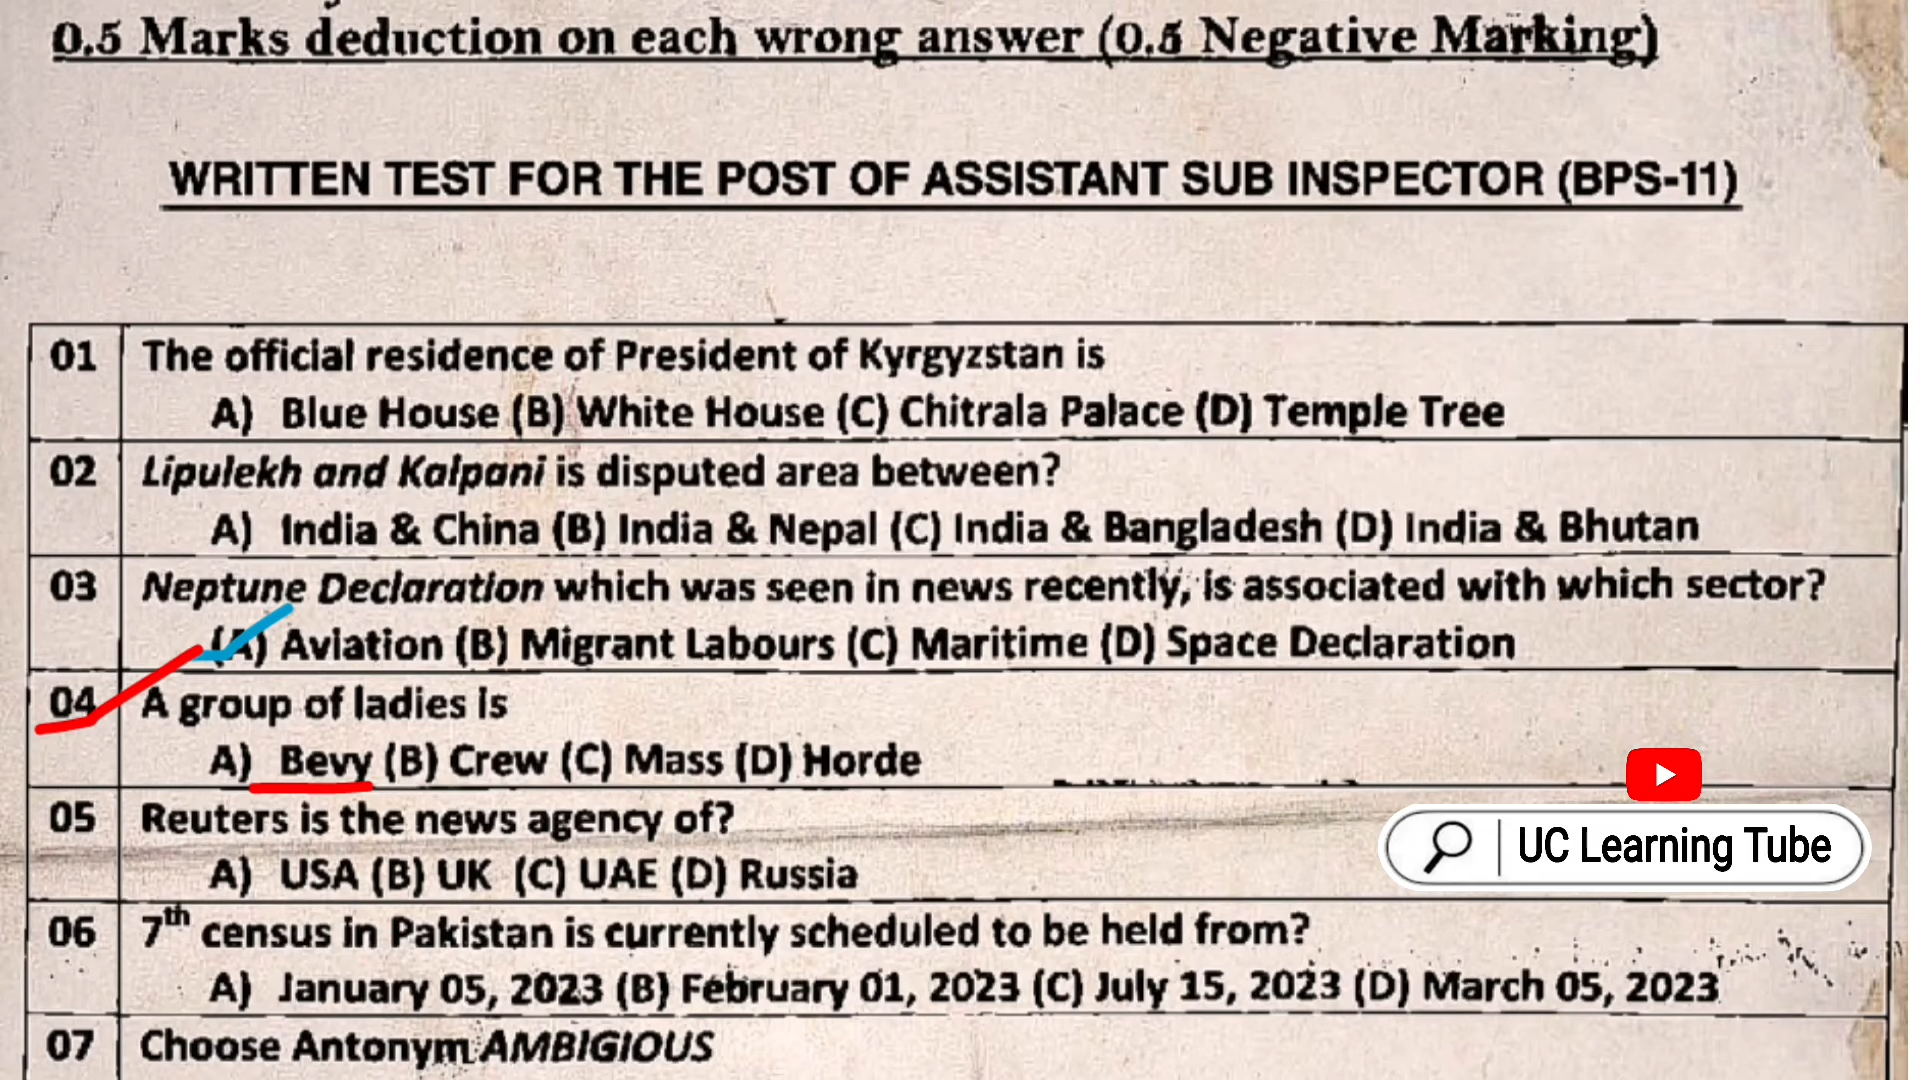 0.5 Marks deduction on each wrong answer (0.5 Negative Marking)
WRITTEN TEST FOR THE POST OF ASSISTANT SUB INSPECTOR (BPS-11)
01 The official residence of President of Kyrgyzstan is
A) Blue House (B) White House (C) Chitrala Palace (D) Temple Tree
02 Lipulekh and Kalpani is disputed area between?
A) India & China (B) India & Nepal (C) India & Bangladesh (D) India & Bhutan
03 Neptune Declaration which was seen in news recently, is associated with which sector?
(A) Aviation (B) Migrant Labours (C) Maritime (D) Space Declaration
04 A group of ladies is
A) Bevy (B) Crew (C) Mass (D) Horde
05 Reuters is the news agency of?
A) USA (B) UK (C) UAE (D) Russia
UC Learning Tube
06 7th census in Pakistan is currently scheduled to be held from?
A) January 05, 2023 (B) February 01, 2023 (C) July 15, 2023 (D) March 05, 2023
07 Choose Antonym AMBIGIOUS